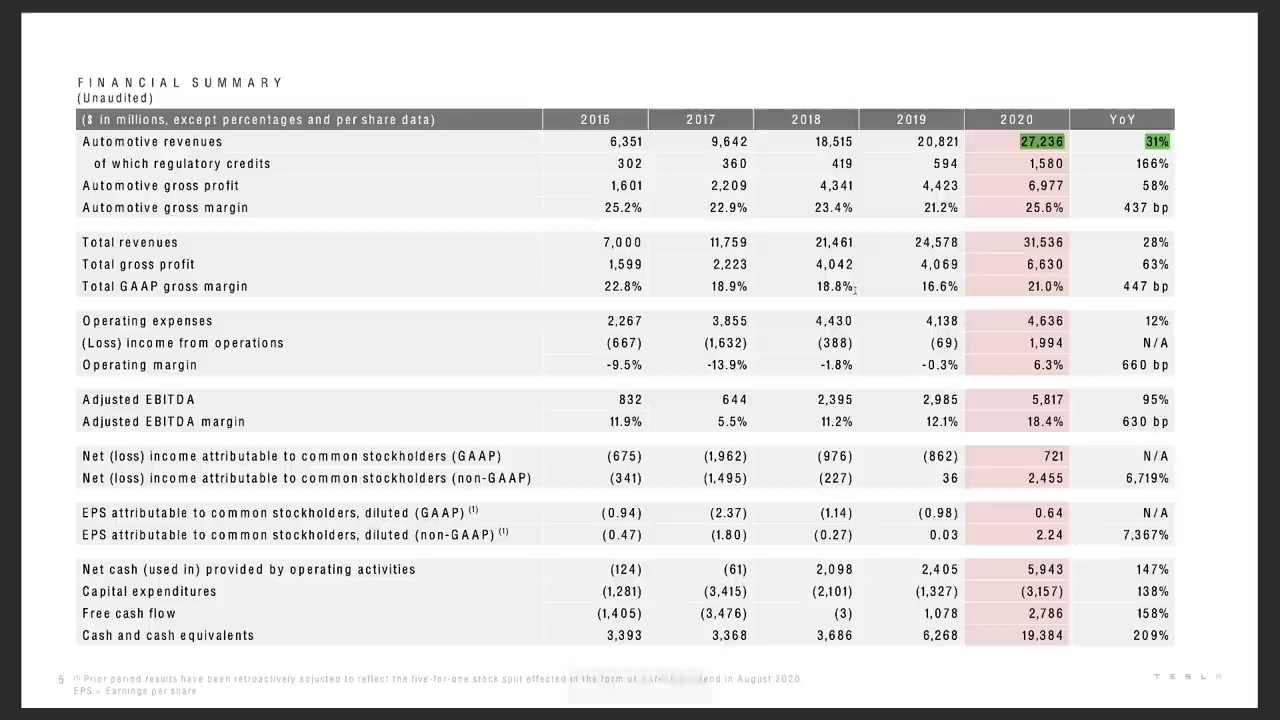 FINANCIAL SUMMARY
(Unaudited)
($ in millions, except percentages and per share data) 2016 2017 2018 2019 2020 YoY
Automotive revenues 6,351 9,642 18,515 20,821 27,236 31%
of which regulatory credits 302 360 419 594 1,580 166%
Automotive gross profit 1,601 2,209 4,341 4,423 6,977 58%
Automotive gross margin 25.2% 22.9% 23.4% 21.2% 25.6% 437 bp
Total revenues 7,000 11,759 21,461 24,578 31,536 28%
Total gross profit 1,599 2,223 4,042 4,069 6,630 63%
Total GAAP gross margin 22.8% 18.9% 18.8% 16.6% 21.0% 447 bp
Operating expenses 2,267 3,855 4,430 4,138 4,636 12%
(Loss) income from operations (667) (1,632) (388) (69) 1,994 N/A
Operating margin -9.5% -13.9% -1.8% -0.3% 6.3% 660 bp
Adjusted EBITDA 832 644 2,395 2,985 5,817 95%
Adjusted EBITDA margin 11.9% 5.5% 11.2% 12.1% 18.4% 630 bp
Net (loss) income attributable to common stockholders (GAAP) (675) (1,962) (976) (862) 721 N/A
Net (loss) income attributable to common stockholders (non-GAAP) (341) (1,495) (227) 36 2,455 6,719%
EPS attributable to common stockholders, diluted (GAAP) (1) (0.94) (2.37) (1.14) (0.98) 0.64 N/A
EPS attributable to common stockholders, diluted (non-GAAP) (1) (0.47) (1.80) (0.27) 0.03 2.24 7,367%
Net cash (used in) provided by operating activities (124) (61) 2,098 2,405 5,943 147%
Capital expenditures (1,281) (3,415) (2,101) (1,327) (3,157) 138%
Free cash flow (1,405) (3,476) (3) 1,078 2,786 158%
Cash and cash equivalents 3,393 3,368 3,686 6,268 19,384 209%
5 (1) Prior period results have been retroactively adjusted to reflect the five-for-one stock split effected in the form of in August 2020.
EPS = Earnings per share
TESLA